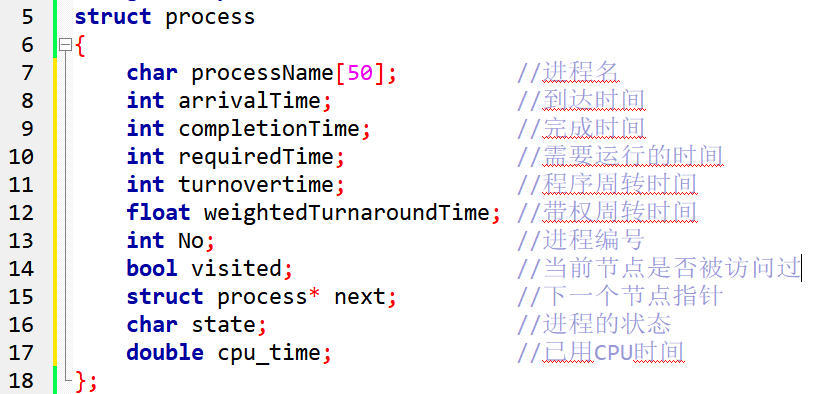 5 struct process
6 {
7 char processName[50]; //进程名
8 int arrivalTime; //到达时间
9 int completionTime; //完成时间
10 int requiredTime; //需要运行的时间
11 int turnovertime; //程序周转时间
12 float weightedTurnaroundTime; //带权周转时间
13 int No; //进程编号
14 bool visited; //当前节点是否被访问过
15 struct process* next; //下一个节点指针
16 char state; //进程的状态
17 double cpu_time; //已用CPU时间
18 };